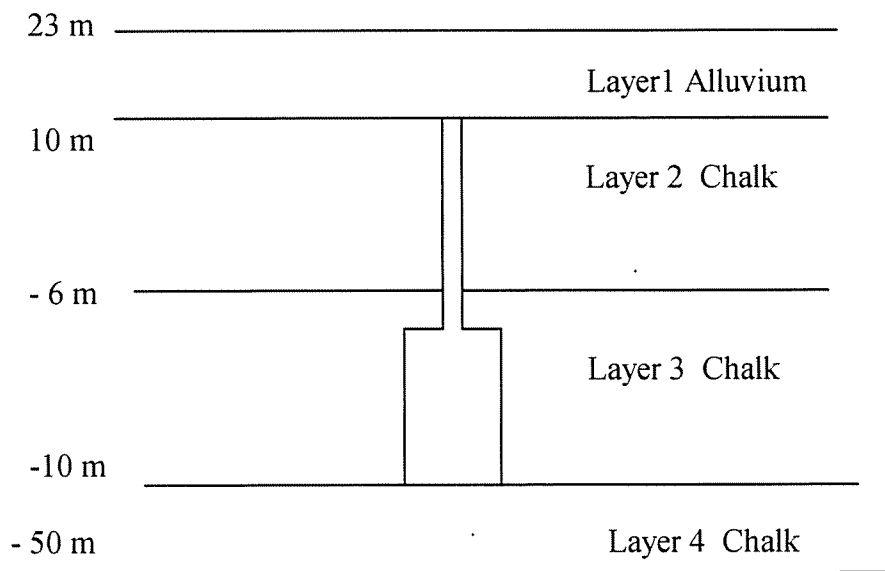 23 m
Layer1 Alluvium
10 m
Layer 2 Chalk
- 6 m
Layer 3 Chalk
-10 m
- 50 m
Layer 4 Chalk